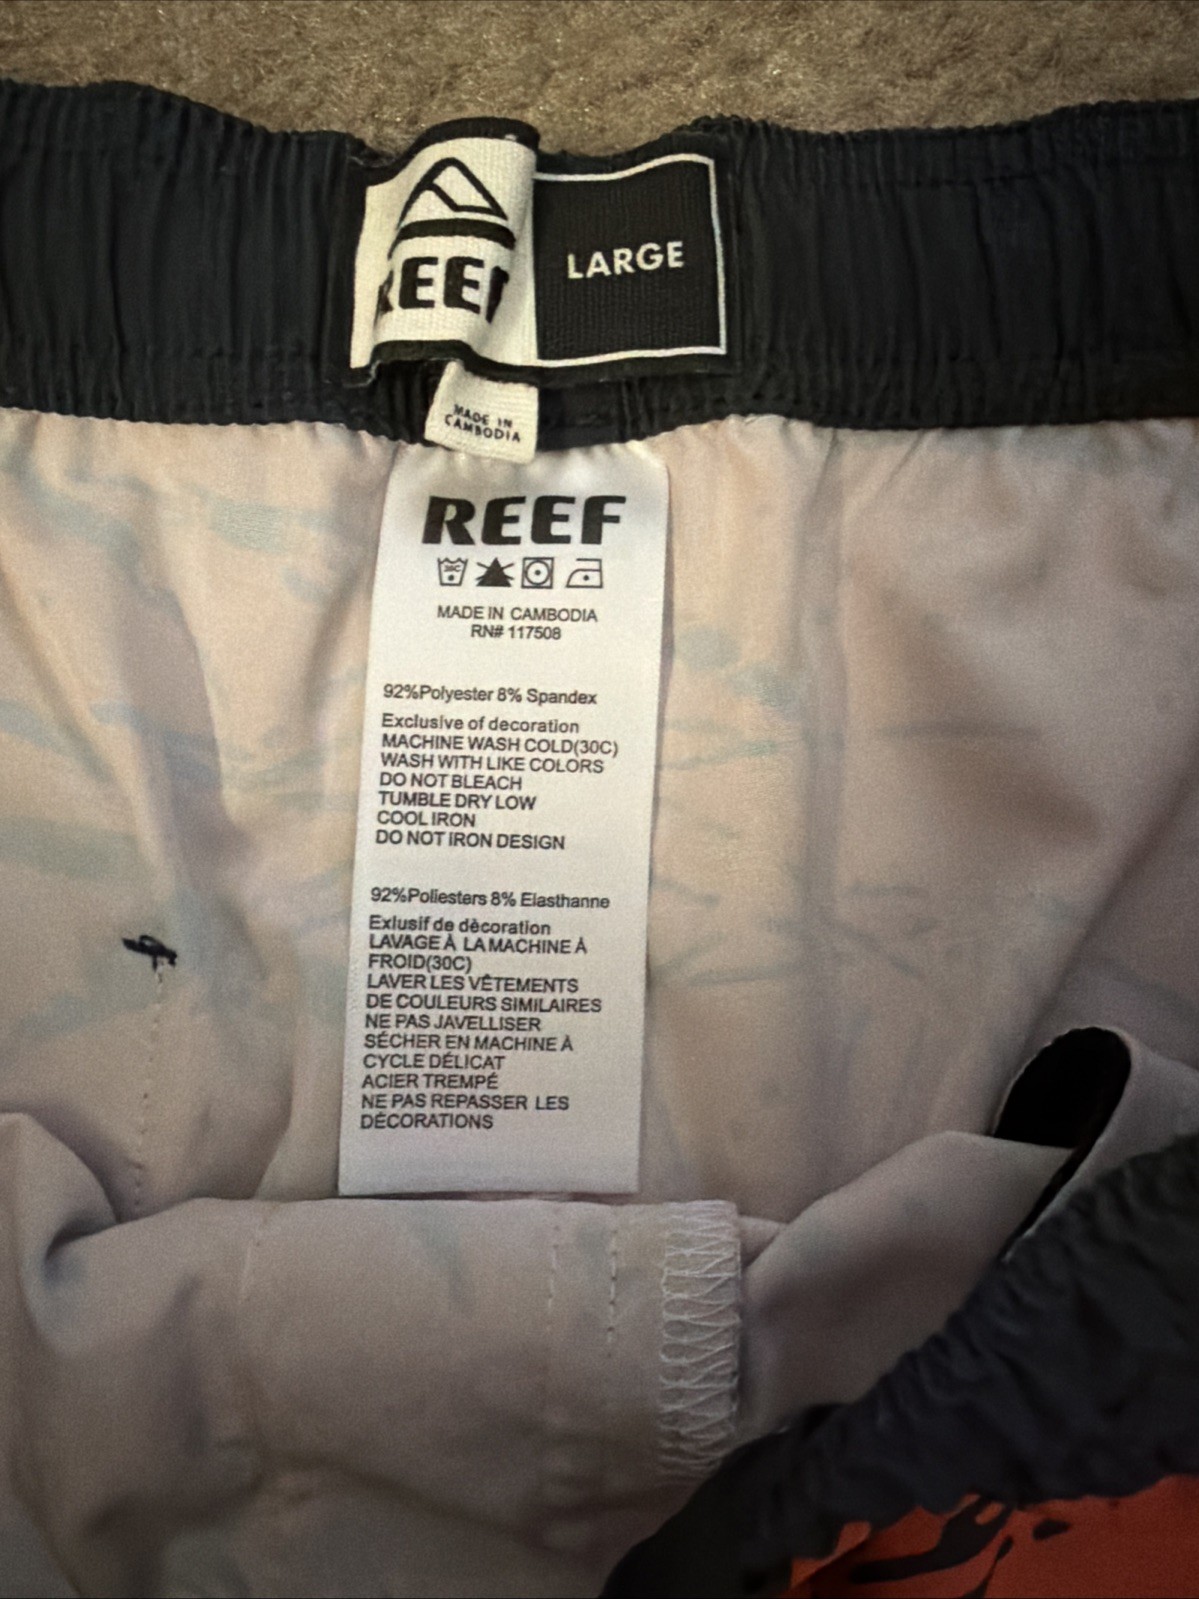 REEF
LARGE
MADE IN
CAMBODIA
REEF
30C
MADE IN CAMBODIA
RN# 117508
92%Polyester 8% Spandex
Exclusive of decoration
MACHINE WASH COLD(30C)
WASH WITH LIKE COLORS
DO NOT BLEACH
TUMBLE DRY LOW
COOL IRON
DO NOT IRON DESIGN
92%Poliesters 8% Elasthanne
Exlusif de dècoration
LAVAGE À LA MACHINE À
FROID(30C)
LAVER LES VÊTEMENTS
DE COULEURS SIMILAIRES
NE PAS JAVELLISER
SÉCHER EN MACHINE À
CYCLE DÉLICAT
ACIER TREMPÉ
NE PAS REPASSER LES
DÉCORATIONS